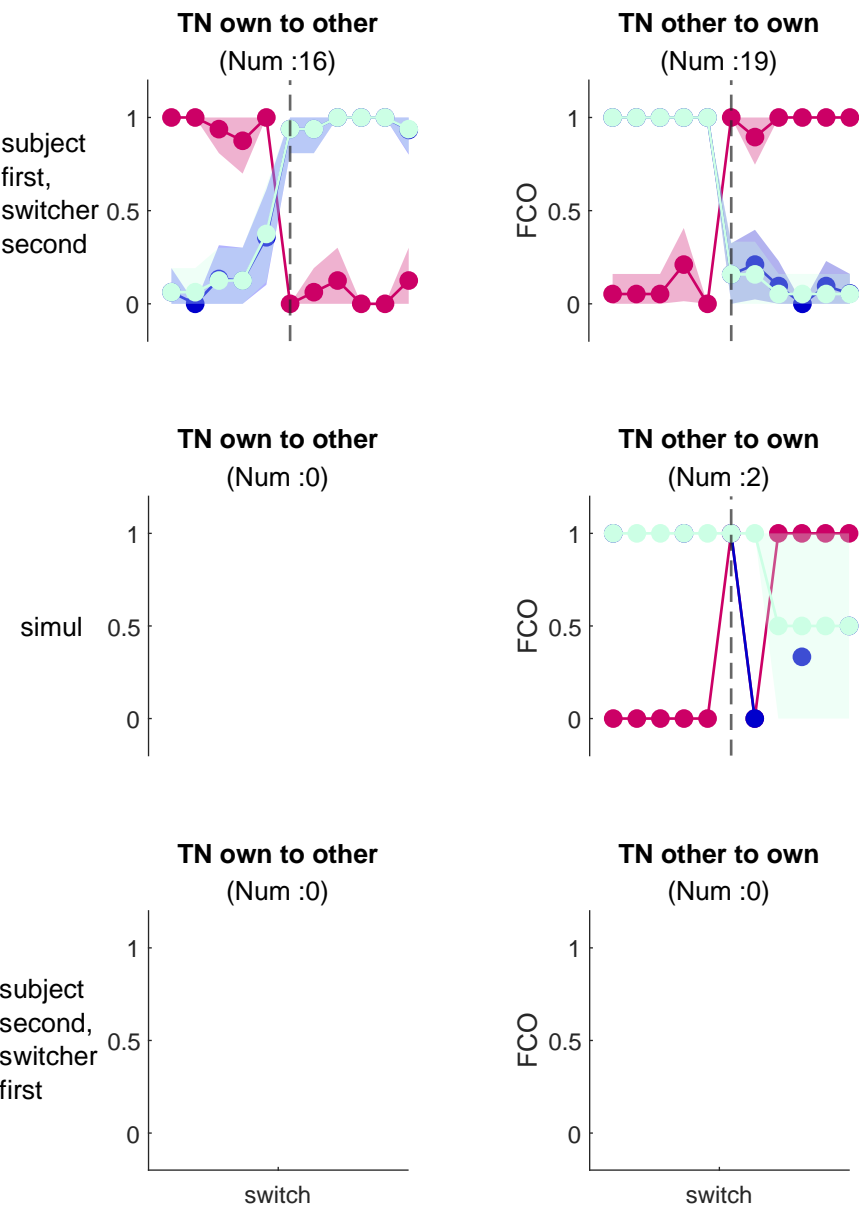 TN own to other
(Num :16)
TN other to own
(Num :19)
subject
first,
switcher
second
1
0.5
0
FCO
1
0.5
0
TN own to other
(Num :0)
TN other to own
(Num :2)
simul
1
0.5
0
FCO
1
0.5
0
TN own to other
(Num :0)
TN other to own
(Num :0)
subject
second,
switcher
first
1
0.5
0
switch
FCO
1
0.5
0
switch